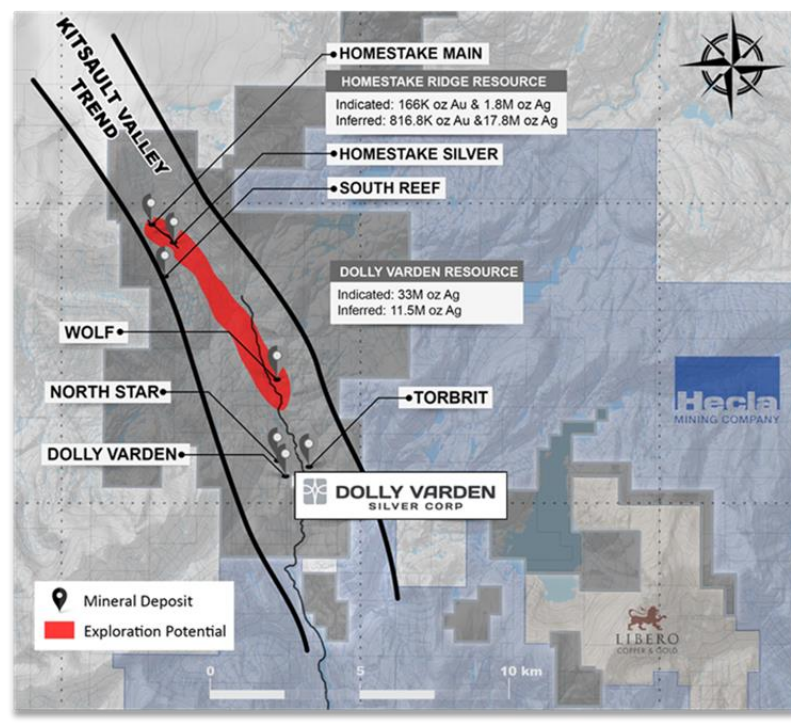 KITSAULT VALLEY
TREND
HOMESTAKE MAIN
HOMESTAKE RIDGE RESOURCE
Indicated: 166K oz Au & 1.8M oz Ag
Inferred: 816.8K oz Au &17.8M oz Ag
HOMESTAKE SILVER
SOUTH REEF
DOLLY VARDEN RESOURCE
Indicated: 33M oz Ag
Inferred: 11.5M oz Ag
WOLF
NORTH STAR
TORBRIT
DOLLY VARDEN
Hecla
MINING COMPANY
DOLLY VARDEN
SILVER CORP
Mineral Deposit
Exploration Potential
LIBERO
COPPER & GOLD
0 5 10 km